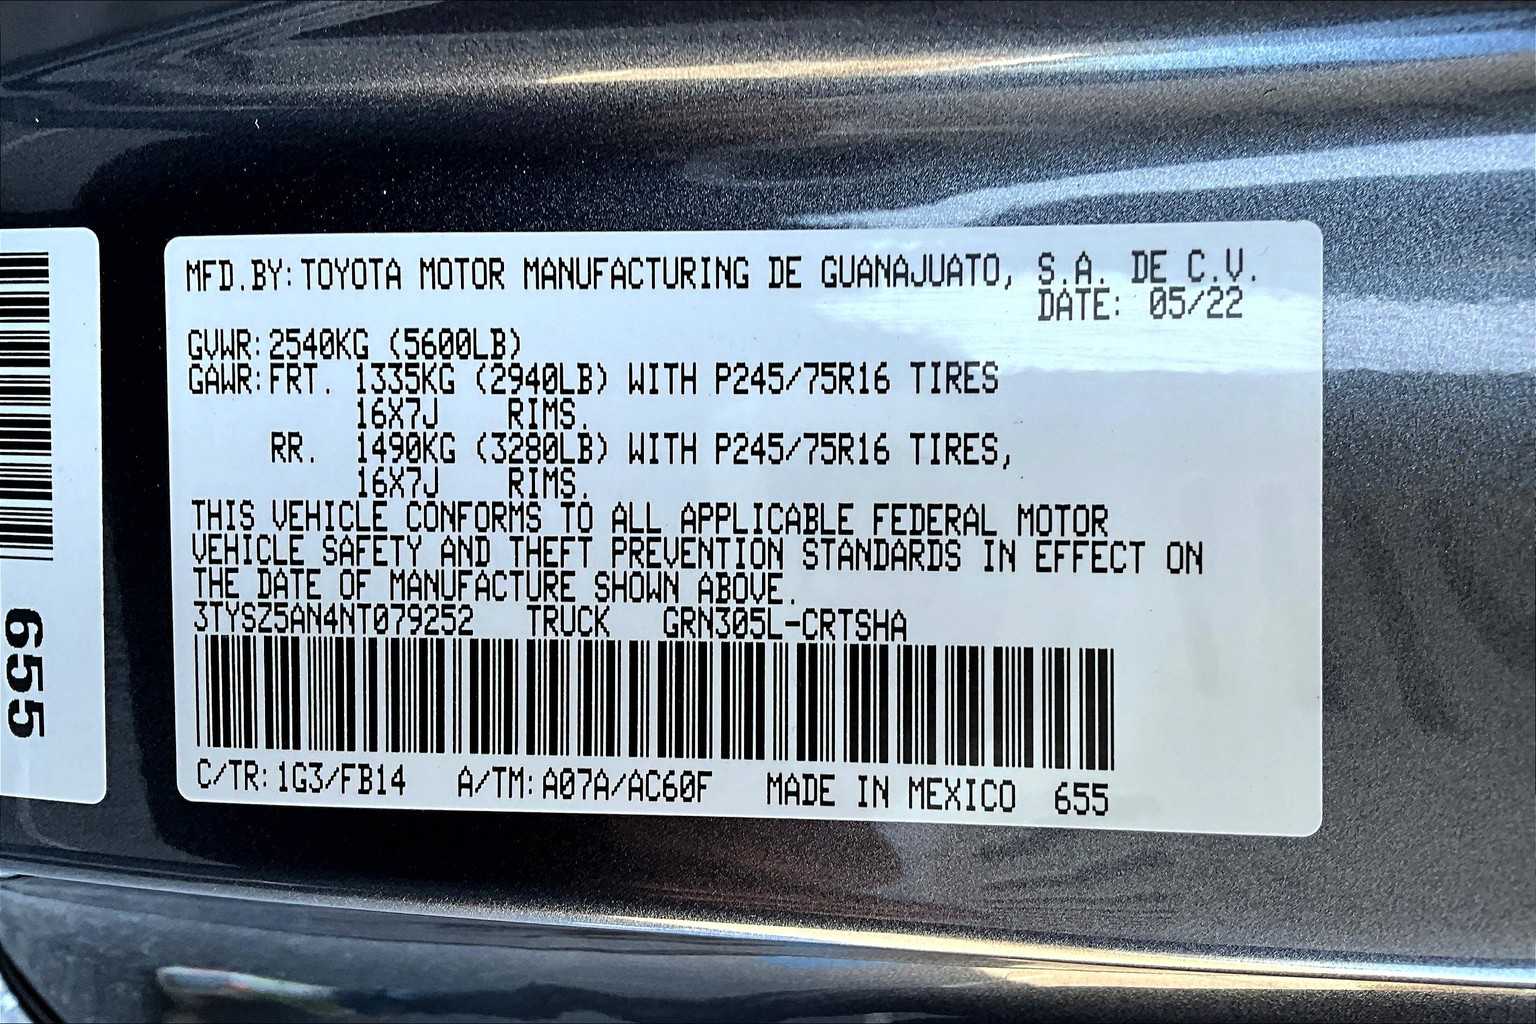 MFD.BY: TOYOTA MOTOR MANUFACTURING DE GUANAJUATO, S.A. DE C.V.
DATE: 05/22
GVWR: 2540KG (5600LB)
GAWR: FRT. 1335KG (2940LB) WITH P245/75R16 TIRES
16X7J RIMS.
RR. 1490KG (3280LB) WITH P245/75R16 TIRES,
16X7J RIMS.
THIS VEHICLE CONFORMS TO ALL APPLICABLE FEDERAL MOTOR
VEHICLE SAFETY AND THEFT PREVENTION STANDARDS IN EFFECT ON
THE DATE OF MANUFACTURE SHOWN ABOVE.
3TYSZ5AN4NT079252 TRUCK GRN305L-CRTSHA
C/TR: 1G3/FB14 A/TM: A07A/AC60F MADE IN MEXICO 655
655